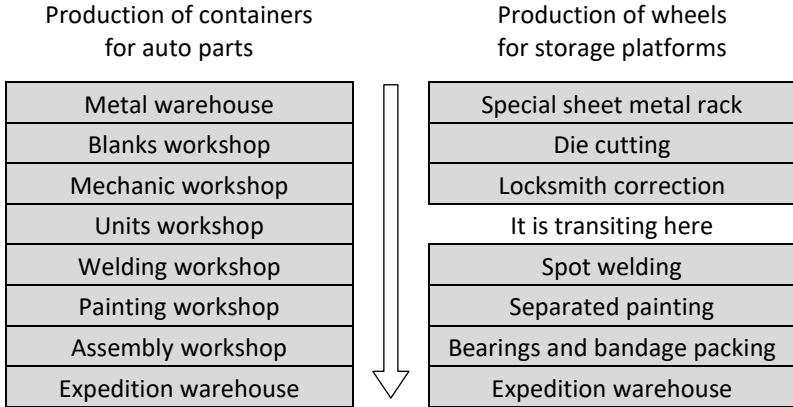 Production of containers
for auto parts
Metal warehouse
Blanks workshop
Mechanic workshop
Units workshop
Welding workshop
Painting workshop
Assembly workshop
Expedition warehouse
Production of wheels
for storage platforms
Special sheet metal rack
Die cutting
Locksmith correction
It is transiting here
Spot welding
Separated painting
Bearings and bandage packing
Expedition warehouse